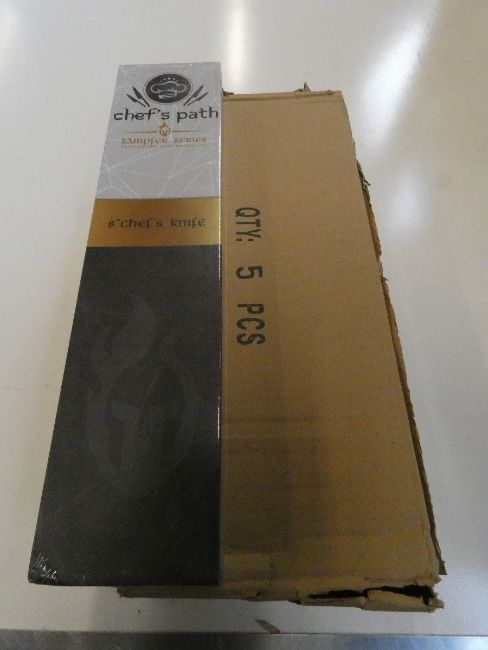 chef's path
KAMPFER SERIES
8"chef's knife
QTY: 5 PCS